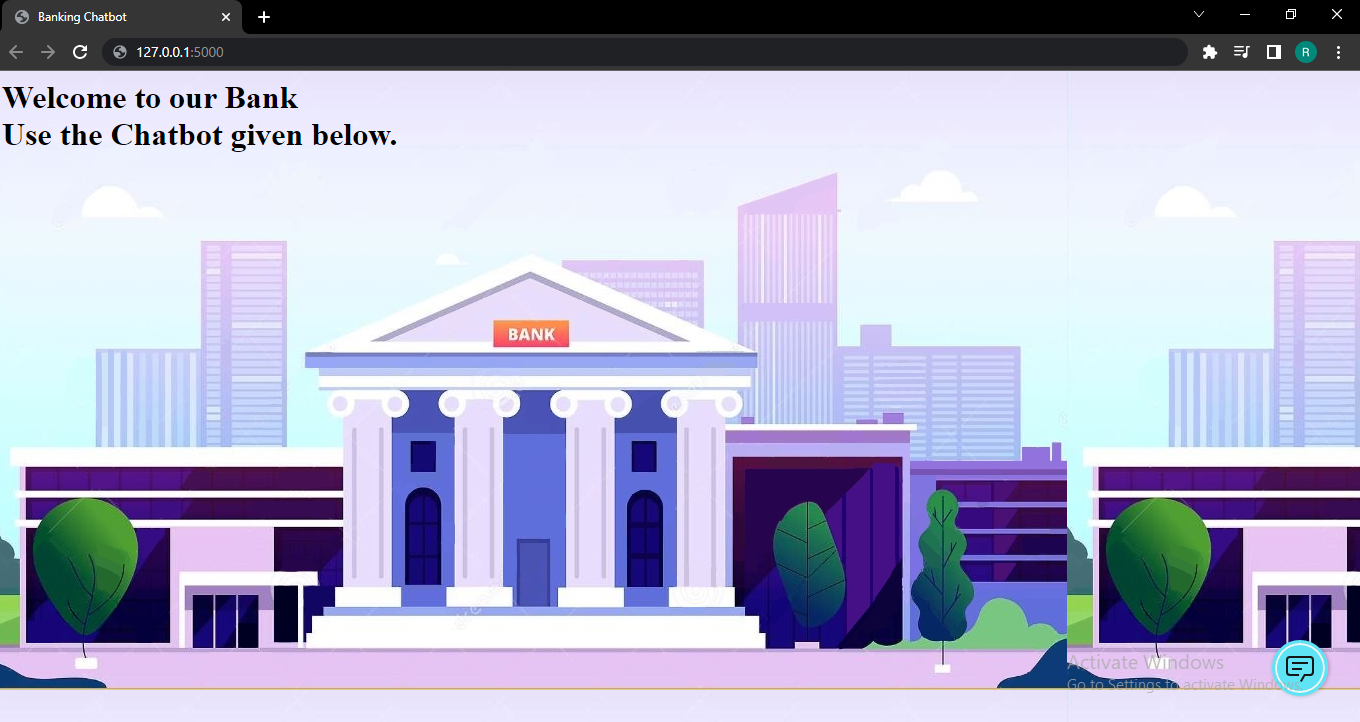 Banking Chatbot
127.0.0.1:5000
R
Welcome to our Bank
Use the Chatbot given below.
BANK
Activate Windows
Go to Settings to activate Windows.